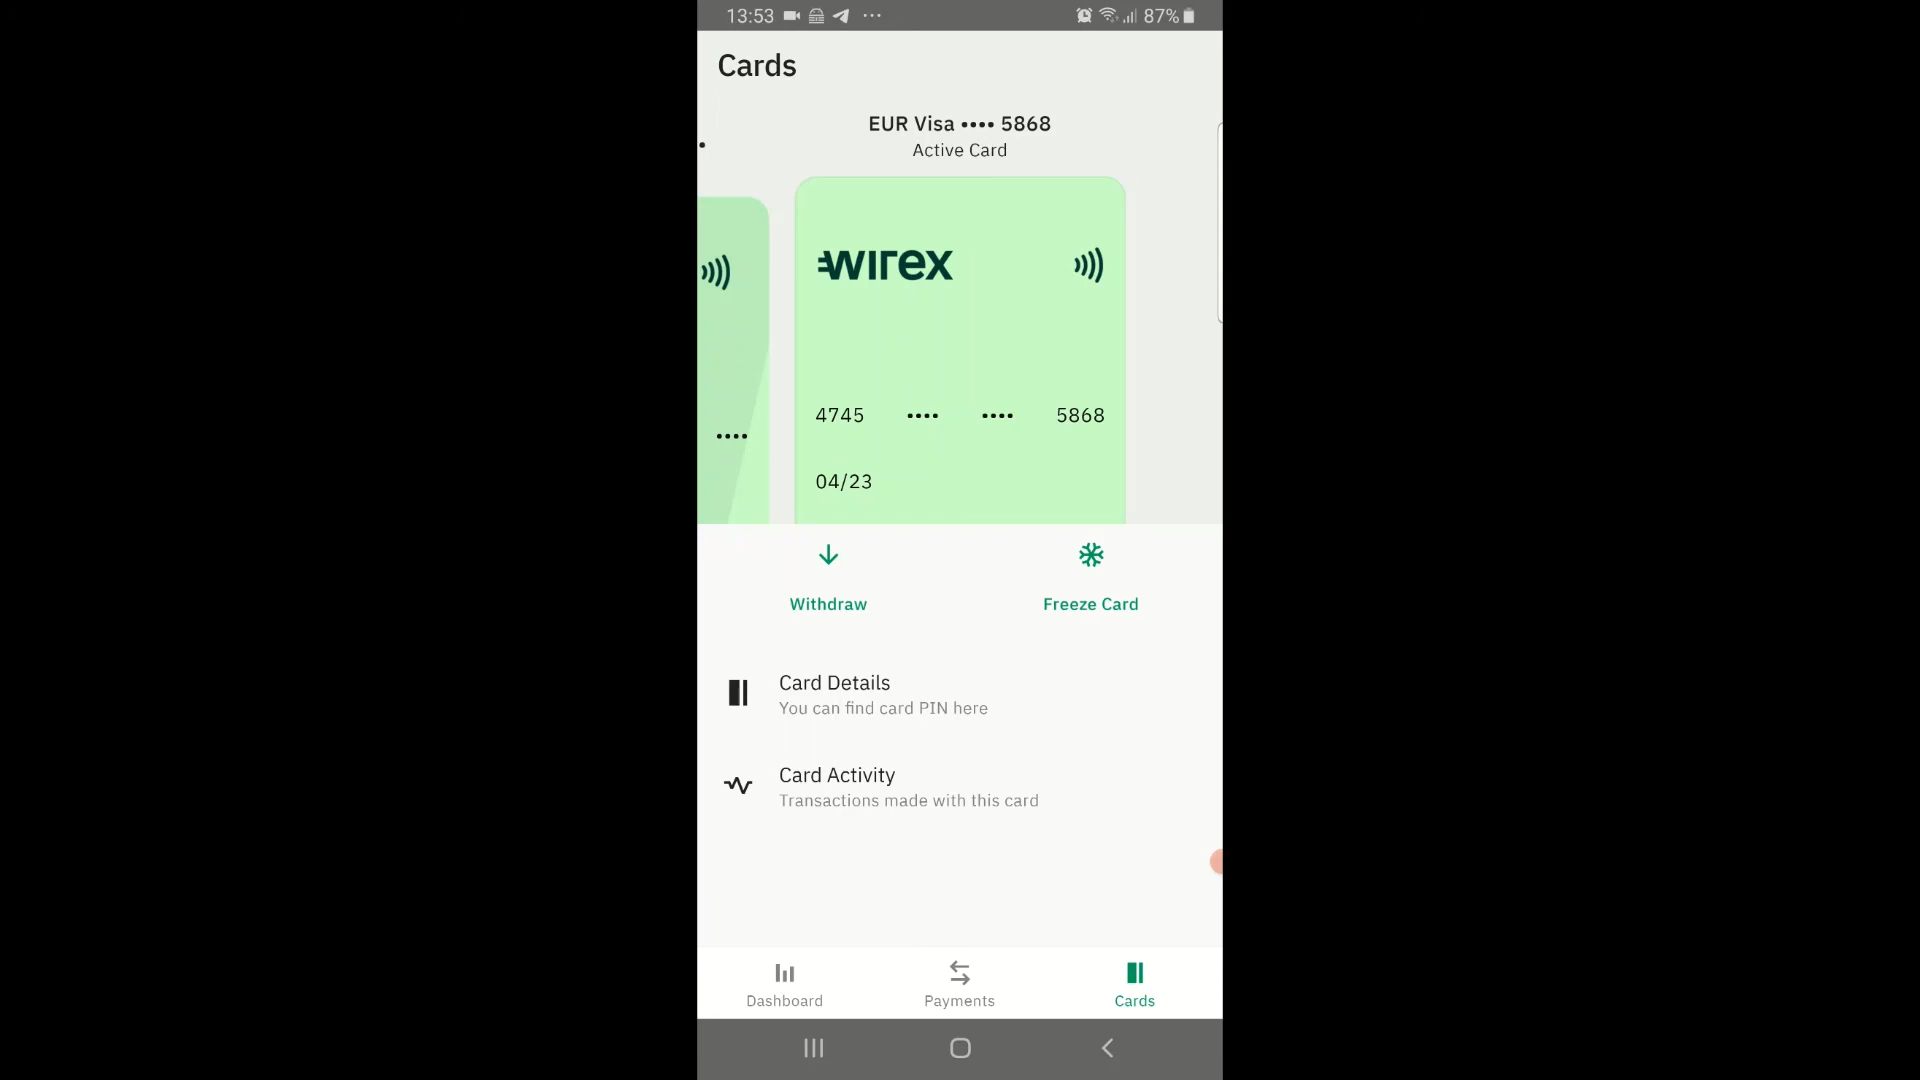 13:53 87%
Cards
EUR Visa •••• 5868
Active Card
wirex
4745 •••• •••• 5868
••••
04/23
Withdraw Freeze Card
Card Details
You can find card PIN here
Card Activity
Transactions made with this card
Dashboard Payments Cards